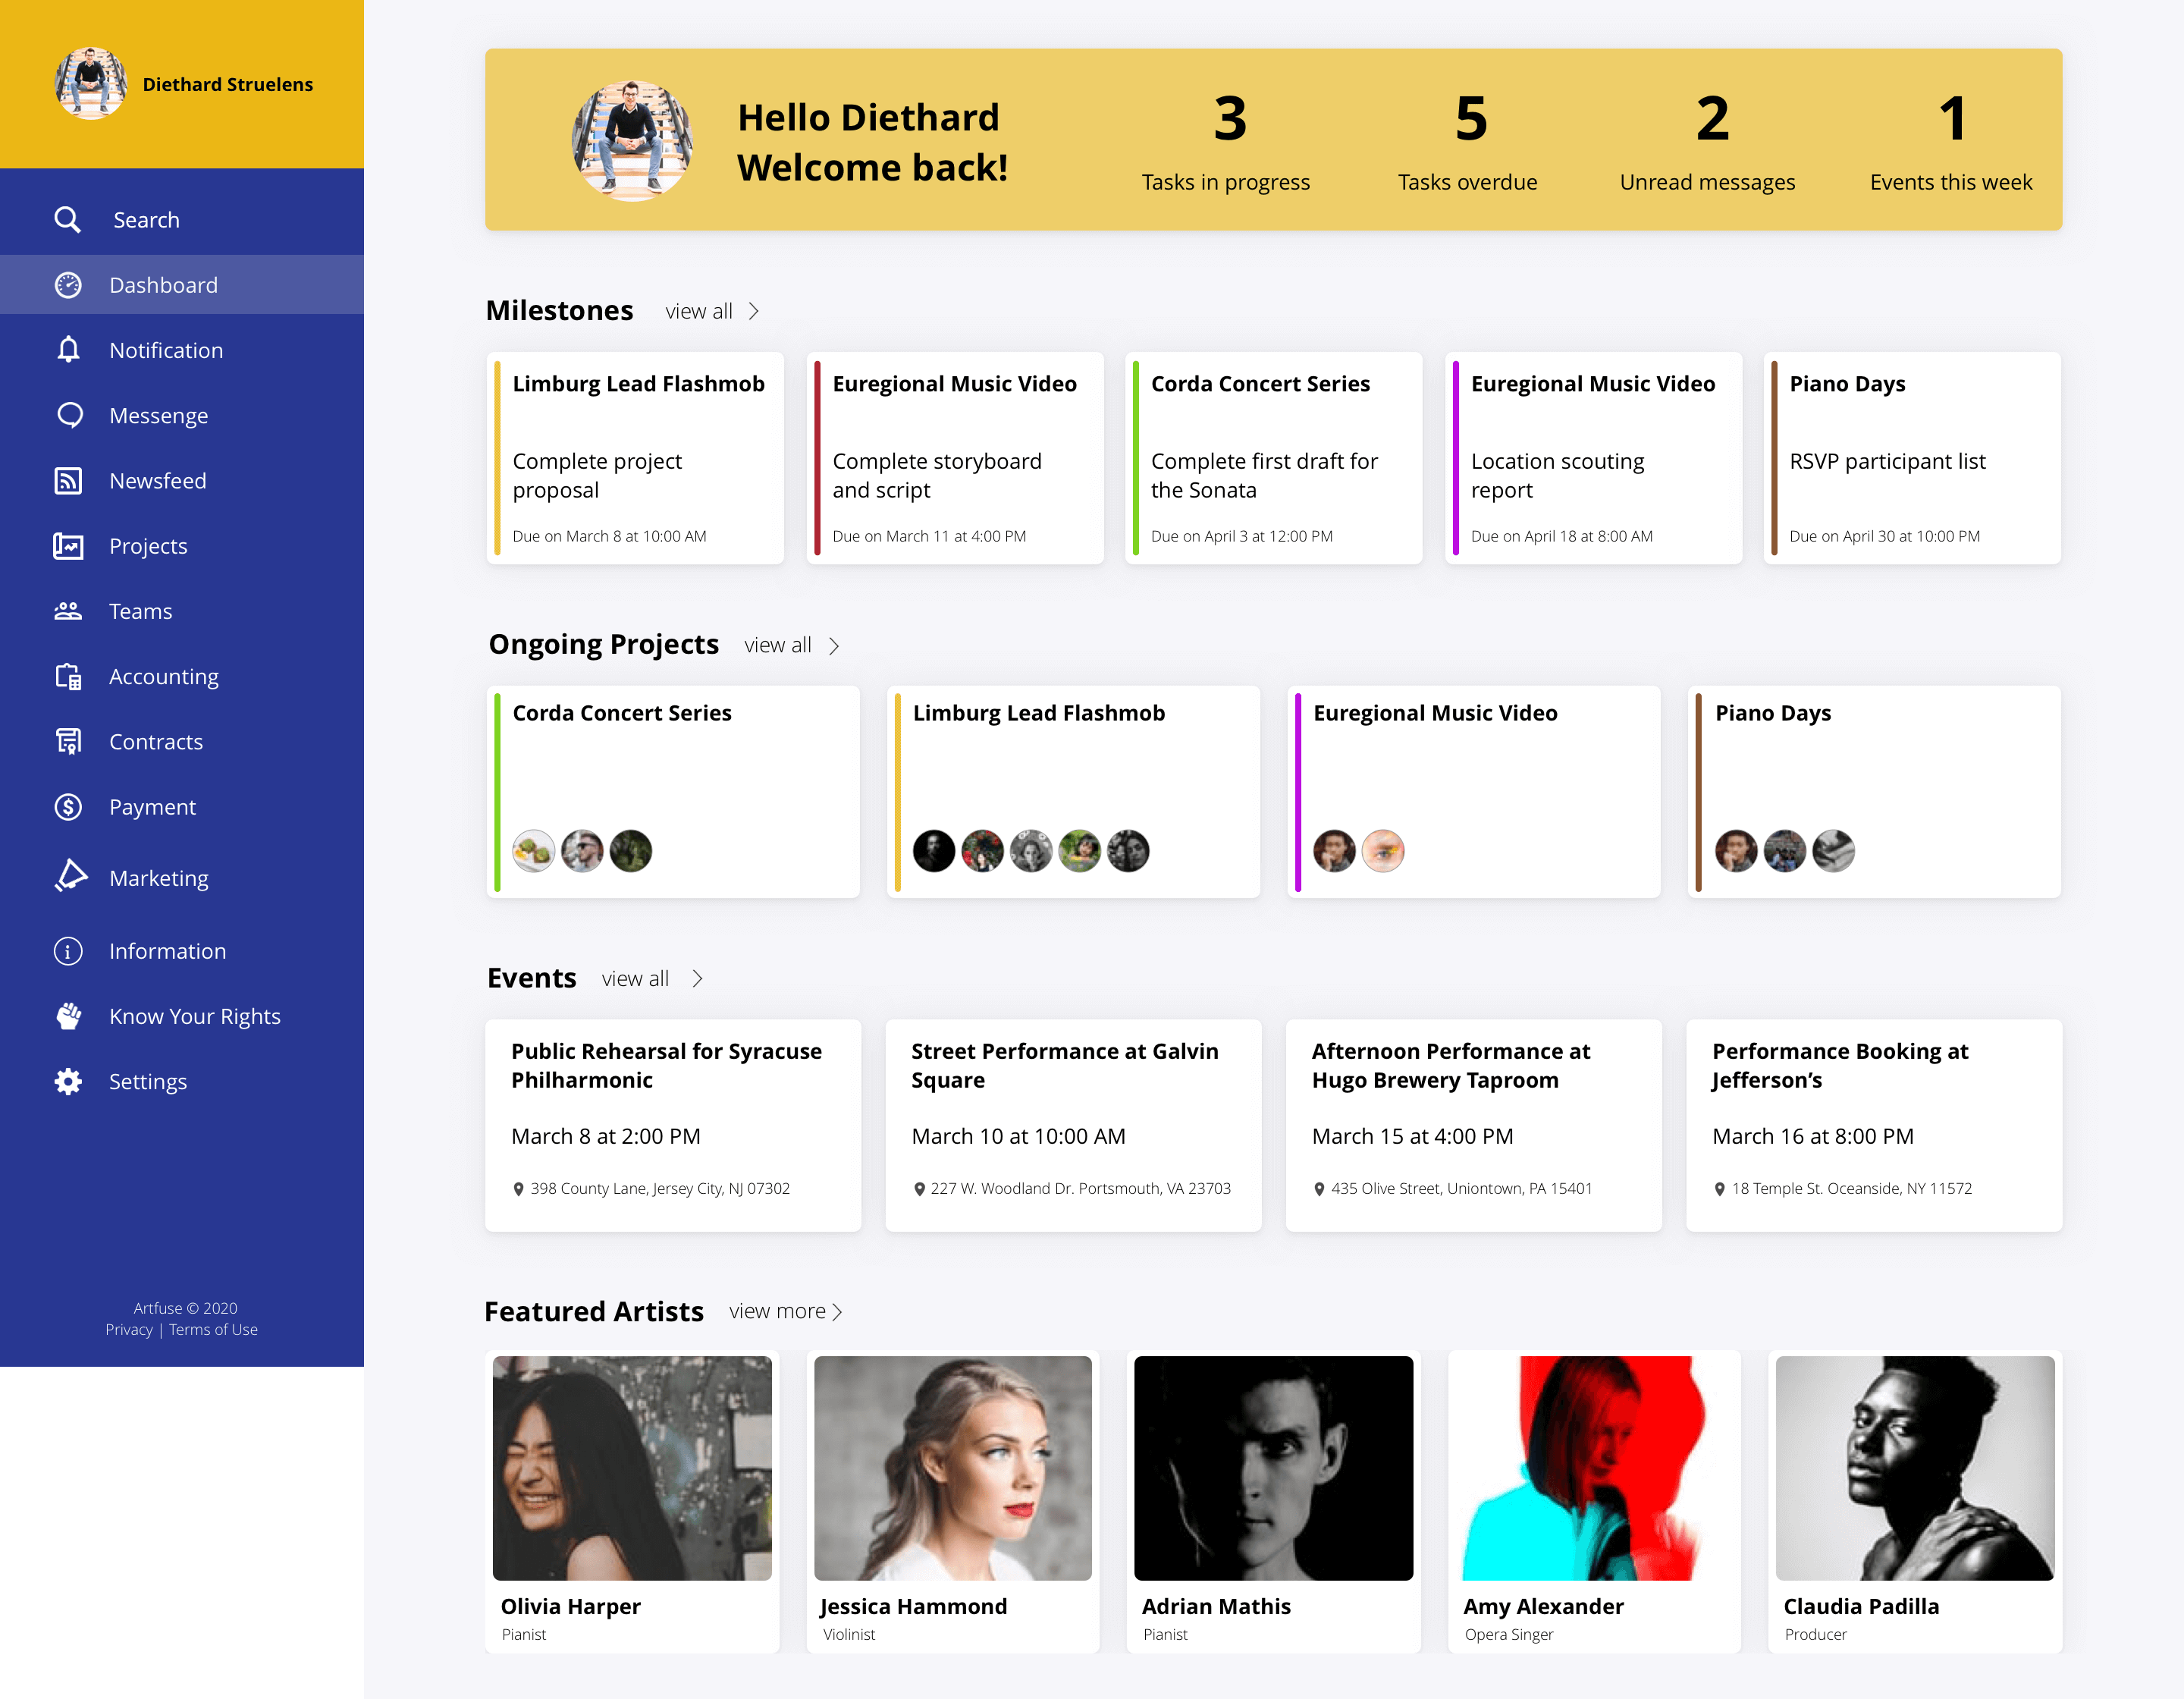 Diethard Struelens
Search
Dashboard
Notification
Messenge
Newsfeed
Projects
Teams
Accounting
Contracts
Payment
Marketing
Information
Know Your Rights
Settings
Artfuse © 2020
Privacy | Terms of Use
Hello Diethard
Welcome back!
3
Tasks in progress
5
Tasks overdue
2
Unread messages
1
Events this week
Milestones view all
Limburg Lead Flashmob
Complete project
proposal
Due on March 8 at 10:00 AM
Euregional Music Video
Complete storyboard
and script
Due on March 11 at 4:00 PM
Corda Concert Series
Complete first draft for
the Sonata
Due on April 3 at 12:00 PM
Euregional Music Video
Location scouting
report
Due on April 18 at 8:00 AM
Piano Days
RSVP participant list
Due on April 30 at 10:00 PM
Ongoing Projects view all
Corda Concert Series
Limburg Lead Flashmob
Euregional Music Video
Piano Days
Events view all
Public Rehearsal for Syracuse
Philharmonic
March 8 at 2:00 PM
398 County Lane, Jersey City, NJ 07302
Street Performance at Galvin
Square
March 10 at 10:00 AM
227 W. Woodland Dr. Portsmouth, VA 23703
Afternoon Performance at
Hugo Brewery Taproom
March 15 at 4:00 PM
435 Olive Street, Uniontown, PA 15401
Performance Booking at
Jefferson’s
March 16 at 8:00 PM
18 Temple St. Oceanside, NY 11572
Featured Artists view more
Olivia Harper
Pianist
Jessica Hammond
Violinist
Adrian Mathis
Pianist
Amy Alexander
Opera Singer
Claudia Padilla
Producer